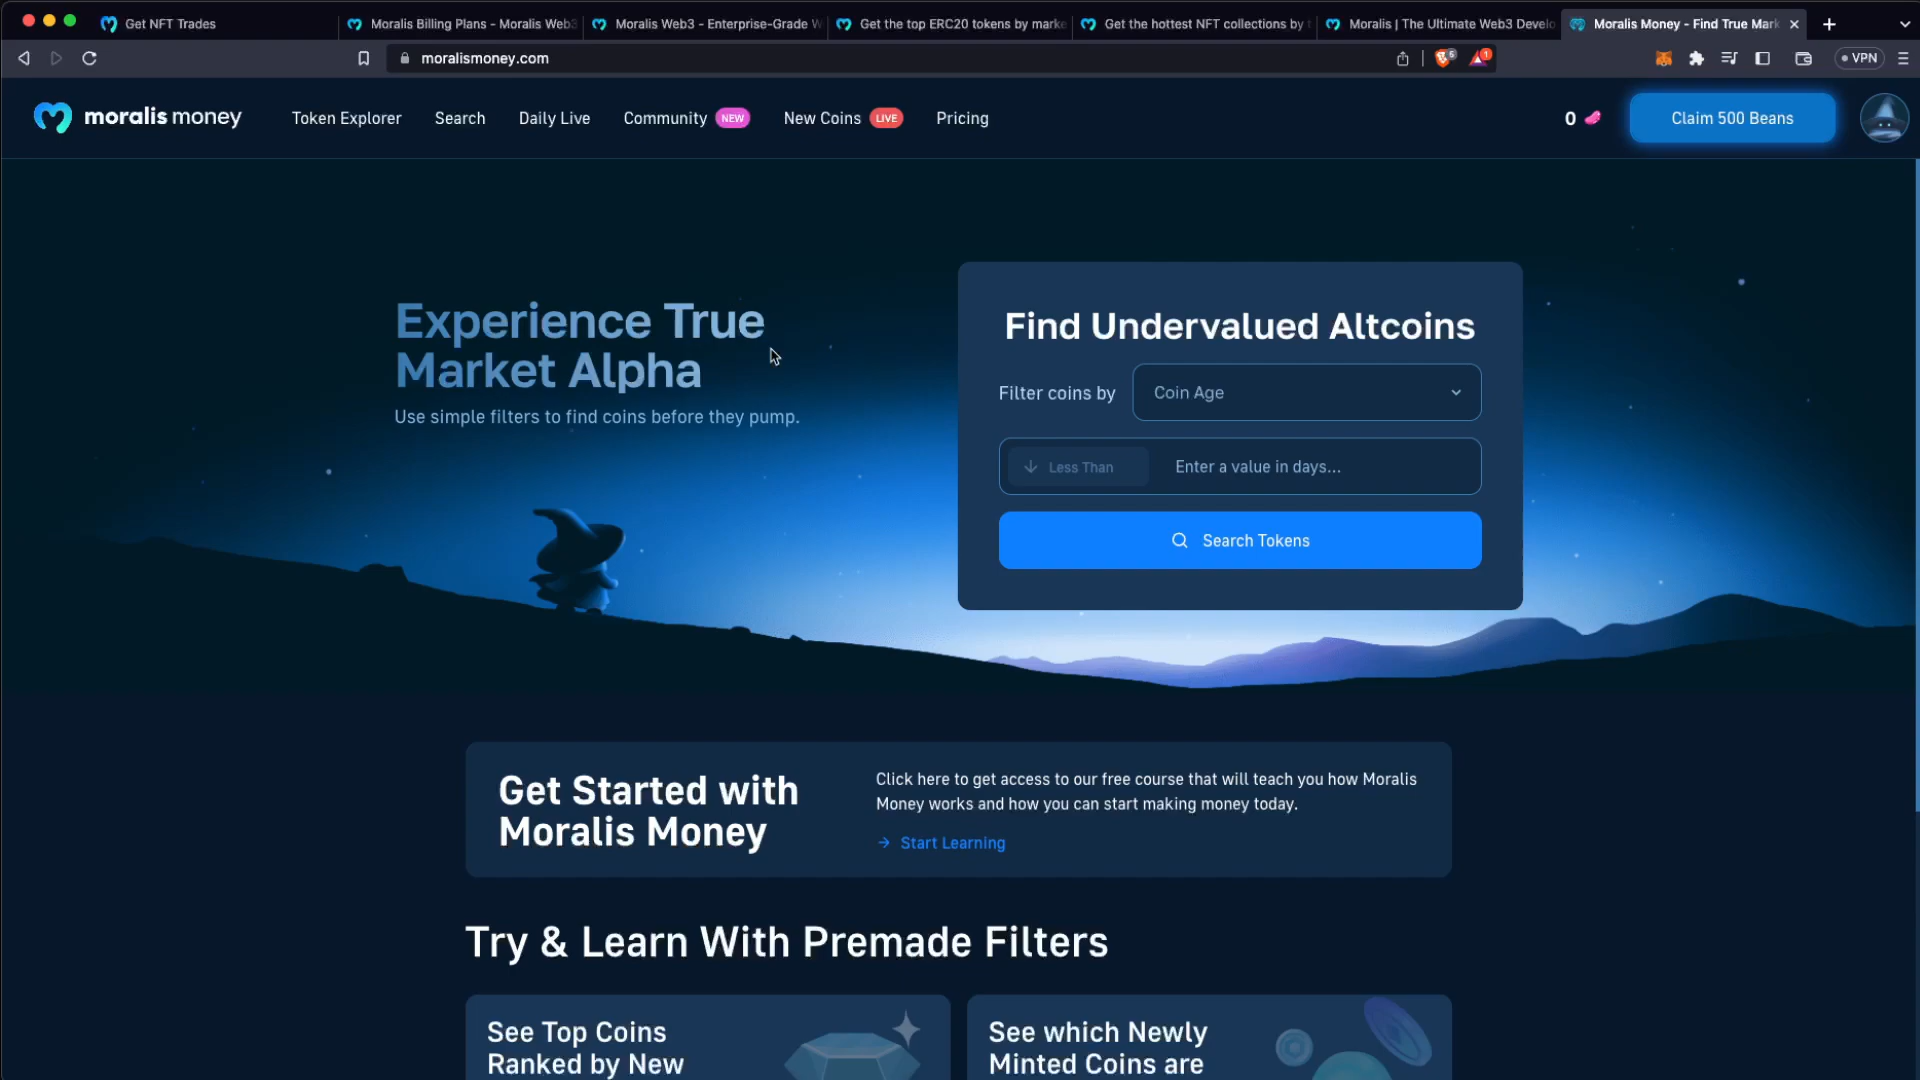 Get NFT Trades
Moralis Billing Plans - Moralis Web3
Moralis Web3 - Enterprise-Grade W
Get the top ERC20 tokens by marke
Get the hottest NFT collections by t
Moralis | The Ultimate Web3 Develo
Moralis Money - Find True Mark
moralismoney.com
6
1
VPN
moralis money
Token Explorer
Search
Daily Live
Community NEW
New Coins LIVE
Pricing
0
Claim 500 Beans
Experience True
Market Alpha
Use simple filters to find coins before they pump.
Find Undervalued Altcoins
Filter coins by
Coin Age
Less Than
Enter a value in days...
Search Tokens
Get Started with
Moralis Money
Click here to get access to our free course that will teach you how Moralis
Money works and how you can start making money today.
Start Learning
Try & Learn With Premade Filters
See Top Coins
Ranked by New
See which Newly
Minted Coins are